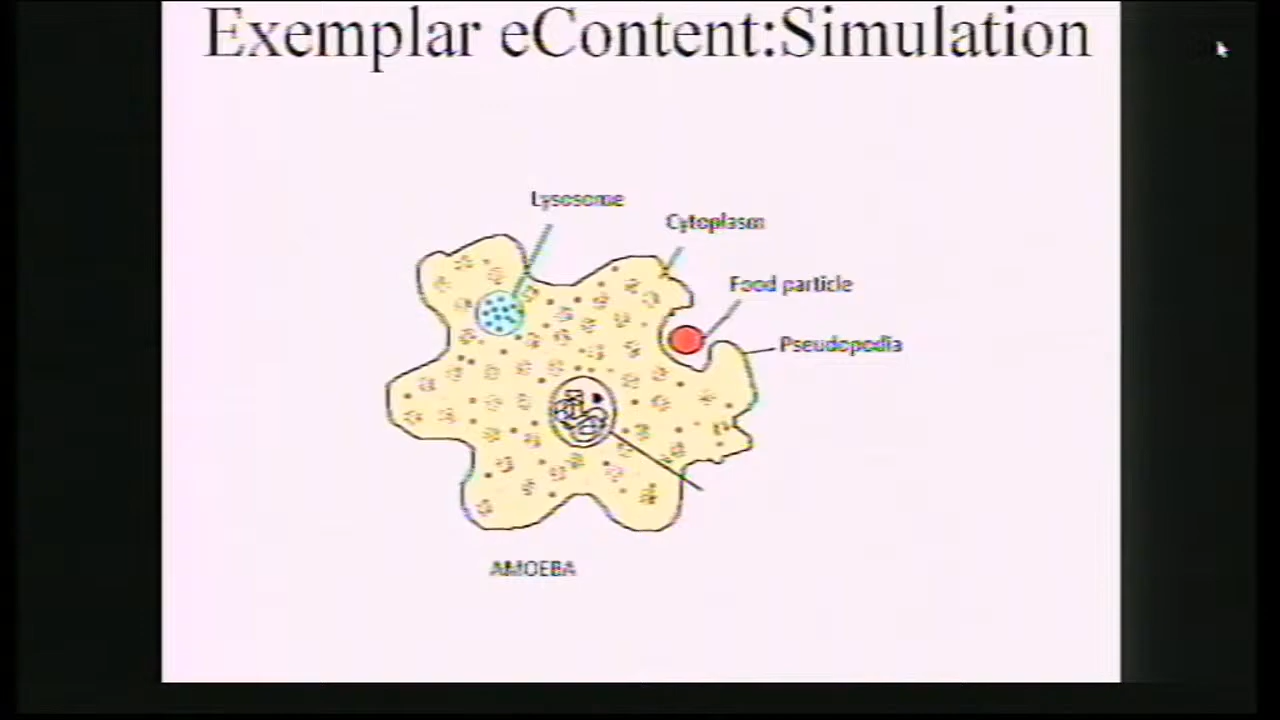 Exemplar eContent:Simulation
Lysosome
Cytoplasm
Food particle
Pseudopodia
AMOEBA